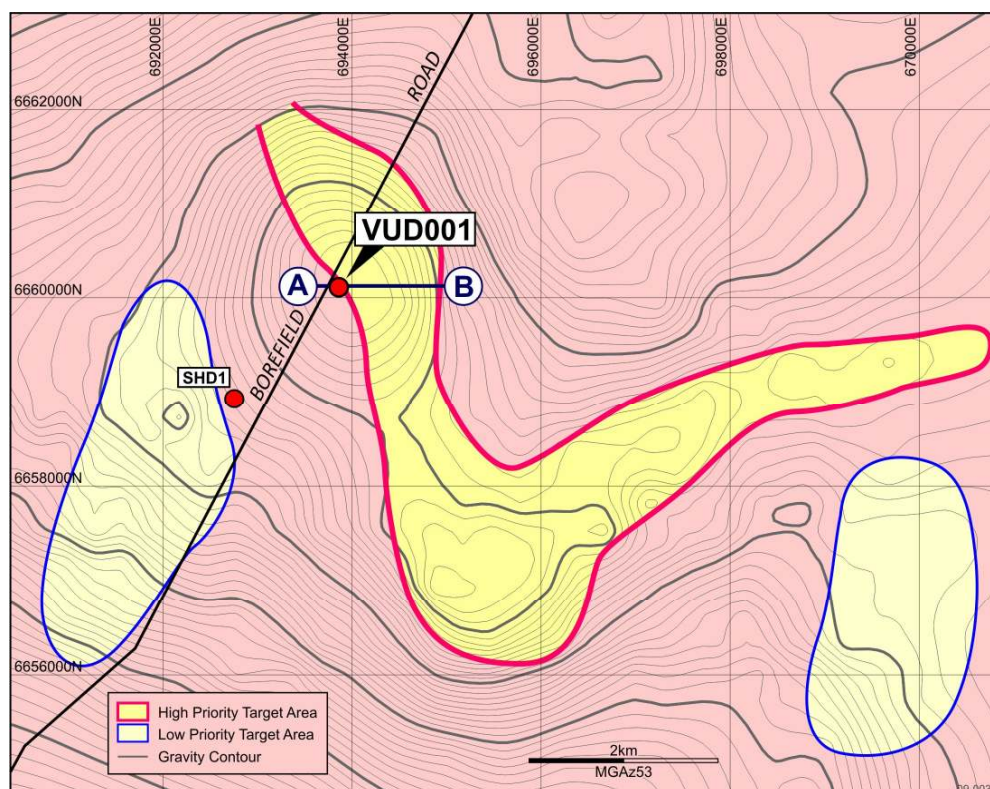 692000E
694000E
696000E
698000E
670000E
ROAD
6662000N
VUD001
A
B
6660000N
BOREFIELD
SHD1
6658000N
6656000N
High Priority Target Area
Low Priority Target Area
Gravity Contour
2km
MGAz53